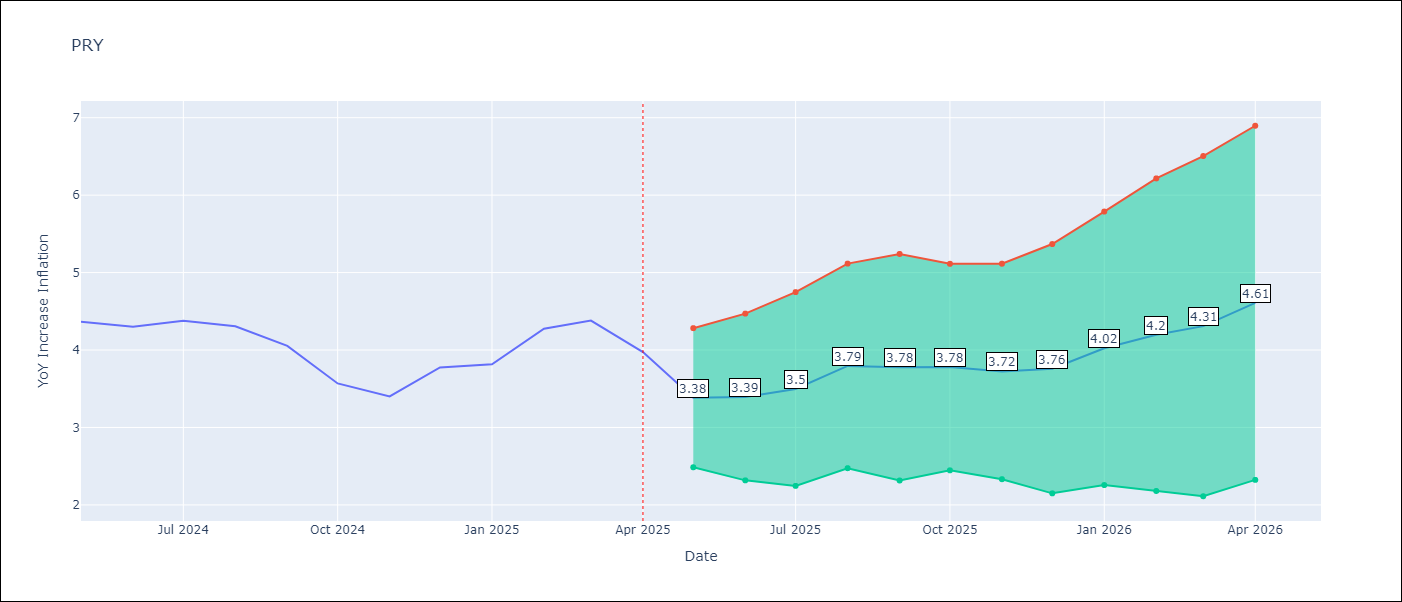 PRY
YoY Increase Inflation
7
6
5
4
3
2
3.38
3.39
3.5
3.79
3.78
3.78
3.72
3.76
4.02
4.2
4.31
4.61
Jul 2024
Oct 2024
Jan 2025
Apr 2025
Jul 2025
Oct 2025
Jan 2026
Apr 2026
Date